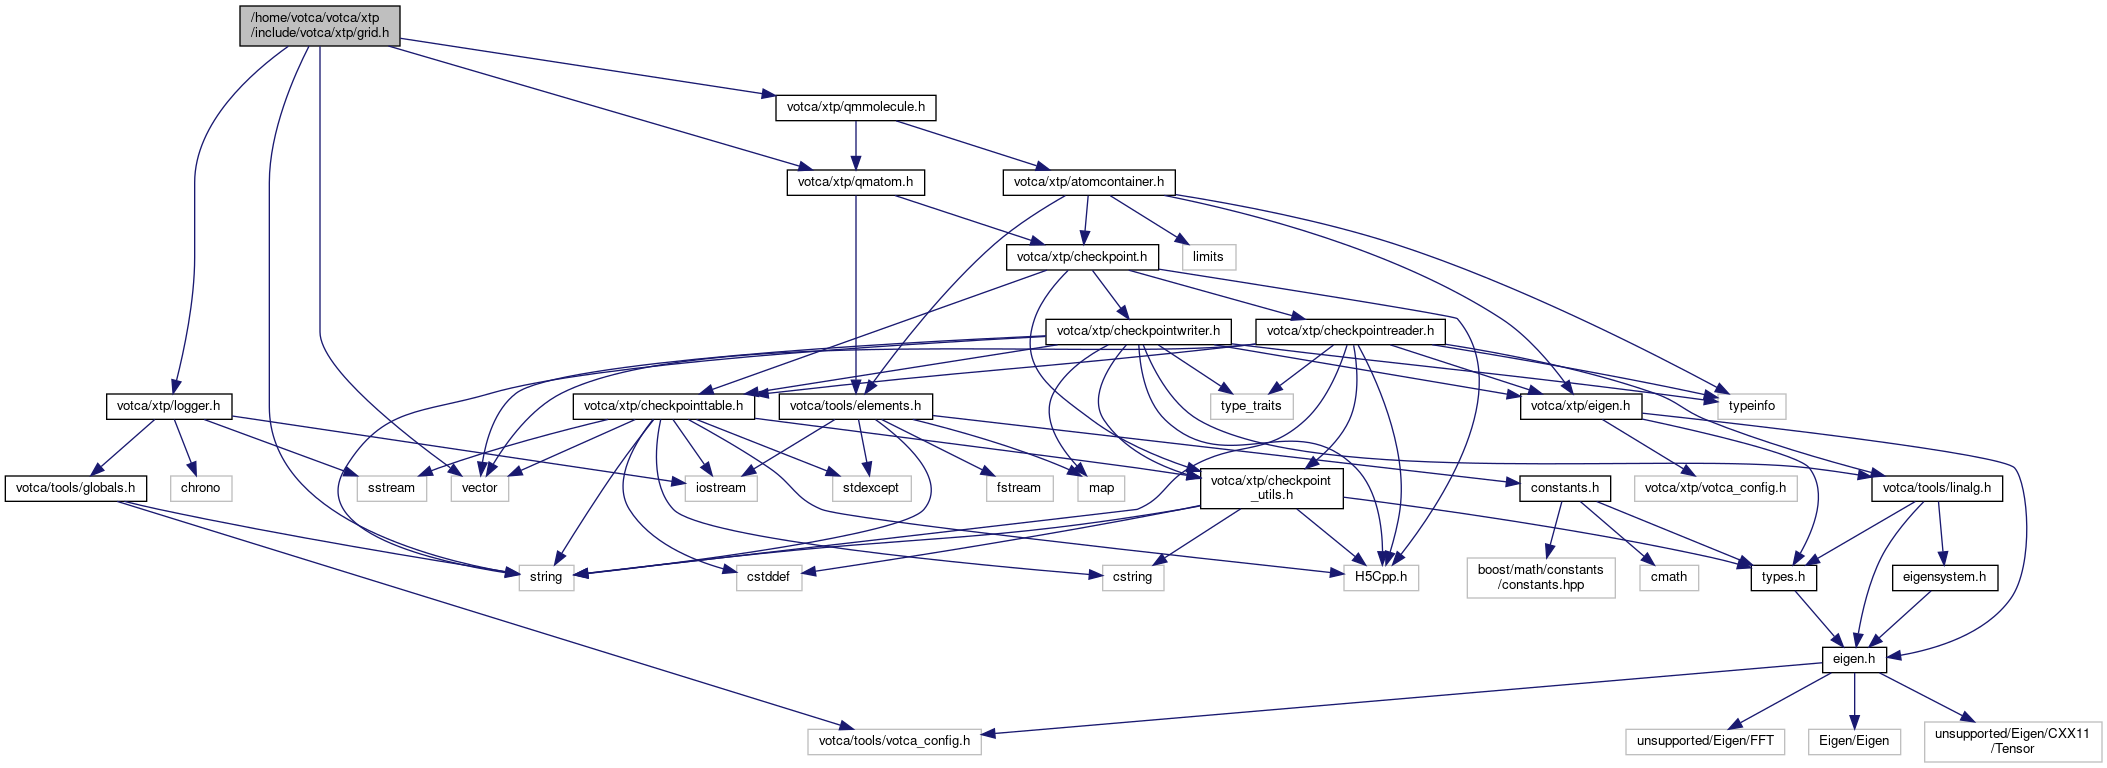 /home/votca/votca/xtp
/include/votca/xtp/grid.h
votca/xtp/qmmolecule.h
votca/xtp/qmatom.h
votca/xtp/atomcontainer.h
votca/xtp/checkpoint.h
limits
votca/xtp/checkpointwriter.h
votca/xtp/checkpointreader.h
votca/xtp/logger.h
votca/xtp/checkpointtable.h
votca/tools/elements.h
type_traits
votca/xtp/eigen.h
typeinfo
votca/tools/globals.h
chrono
sstream
vector
iostream
stdexcept
fstream
map
votca/xtp/checkpoint
_utils.h
constants.h
votca/xtp/votca_config.h
votca/tools/linalg.h
string
cstddef
cstring
H5Cpp.h
boost/math/constants
/constants.hpp
cmath
types.h
eigensystem.h
eigen.h
votca/tools/votca_config.h
unsupported/Eigen/FFT
Eigen/Eigen
unsupported/Eigen/CXX11
/Tensor